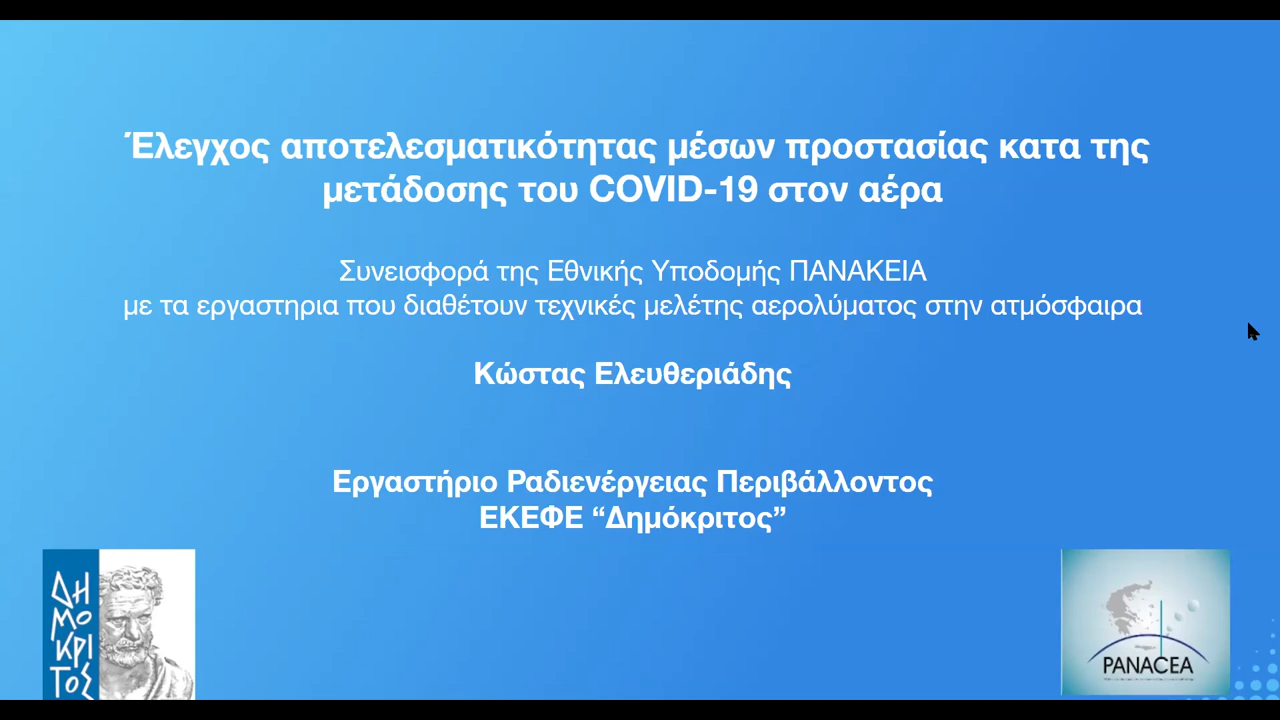 Έλεγχος αποτελεσματικότητας μέσων προστασίας κατα της
μετάδοσης του COVID-19 στον αέρα
Συνεισφορά της Εθνικής Υποδομής ΠΑΝΑΚΕΙΑ
με τα εργαστηρια που διαθέτουν τεχνικές μελέτης αερολύματος στην ατμόσφαιρα
Κώστας Ελευθεριάδης
Εργαστήριο Ραδιενέργειας Περιβάλλοντος
ΕΚΕΦΕ “Δημόκριτος”
ΔΗ
ΜΟ
ΚΡΙ
ΤΟΣ
PANACEA